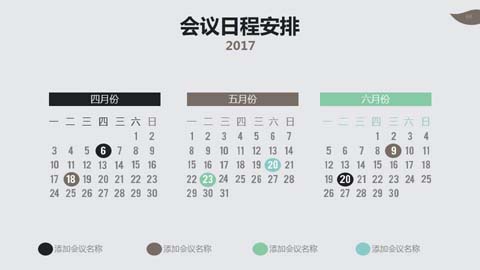 会议日程安排
2017
四月份
一 二 三 四 五 六 日
1 2
3 4 5 6 7 8 9
10 11 12 13 14 15 16
17 18 19 20 21 22 23
24 25 26 27 28 29 30
五月份
一 二 三 四 五 六 日
1 2 3 4 5 6 7
8 9 10 11 12 13 14
15 16 17 18 19 20 21
22 23 24 25 26 27 28
29 30 31
六月份
一 二 三 四 五 六 日
1 2 3 4
5 6 7 8 9 10 11
12 13 14 15 16 17 18
19 20 21 22 23 24 25
26 27 28 29 30
添加会议名称 添加会议名称 添加会议名称 添加会议名称